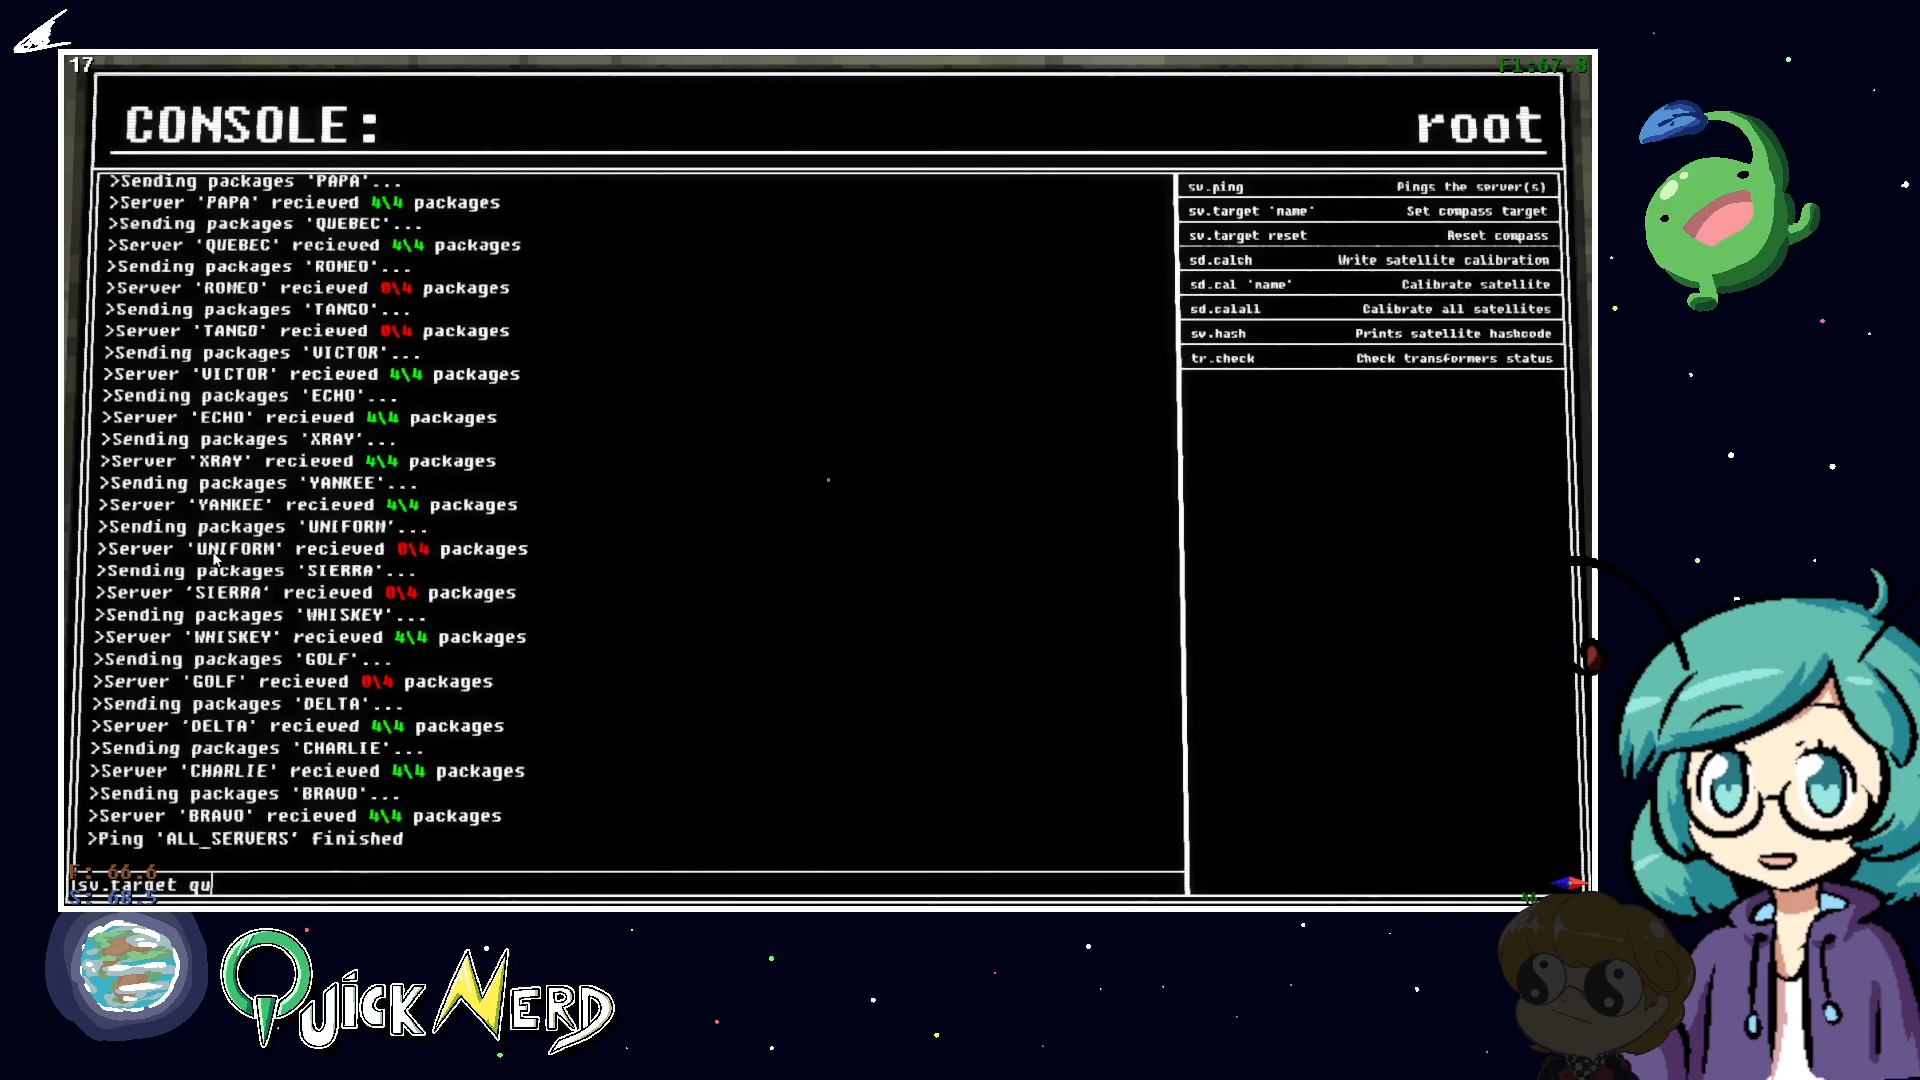 17
F1:67.8
CONSOLE:
root
>Sending packages 'PAPA'...
>Server 'PAPA' recieved 4\4 packages
>Sending packages 'QUEBEC'...
>Server 'QUEBEC' recieved 4\4 packages
>Sending packages 'ROMEO'...
>Server 'ROMEO' recieved 0\4 packages
>Sending packages 'TANGO'...
>Server 'TANGO' recieved 0\4 packages
>Sending packages 'VICTOR'...
>Server 'VICTOR' recieved 4\4 packages
>Sending packages 'ECHO'...
>Server 'ECHO' recieved 4\4 packages
>Sending packages 'XRAY'...
>Server 'XRAY' recieved 4\4 packages
>Sending packages 'YANKEE'...
>Server 'YANKEE' recieved 4\4 packages
>Sending packages 'UNIFORM'...
>Server 'UNIFORM' recieved 0\4 packages
>Sending packages 'SIERRA'...
>Server 'SIERRA' recieved 0\4 packages
>Sending packages 'WHISKEY'...
>Server 'WHISKEY' recieved 4\4 packages
>Sending packages 'GOLF'...
>Server 'GOLF' recieved 0\4 packages
>Sending packages 'DELTA'...
>Server 'DELTA' recieved 4\4 packages
>Sending packages 'CHARLIE'...
>Server 'CHARLIE' recieved 4\4 packages
>Sending packages 'BRAVO'...
>Server 'BRAVO' recieved 4\4 packages
>Ping 'ALL_SERVERS' finished
F: 66.6
sv.target qu
S: 68.5
sv.ping Pings the server(s)
sv.target 'name' Set compass target
sv.target reset Reset compass
sd.calch Write satellite calibration
sd.cal 'name' Calibrate satellite
sd.calall Calibrate all satellites
sv.hash Prints satellite hashcode
tr.check Check transformers status
QUICK NERD